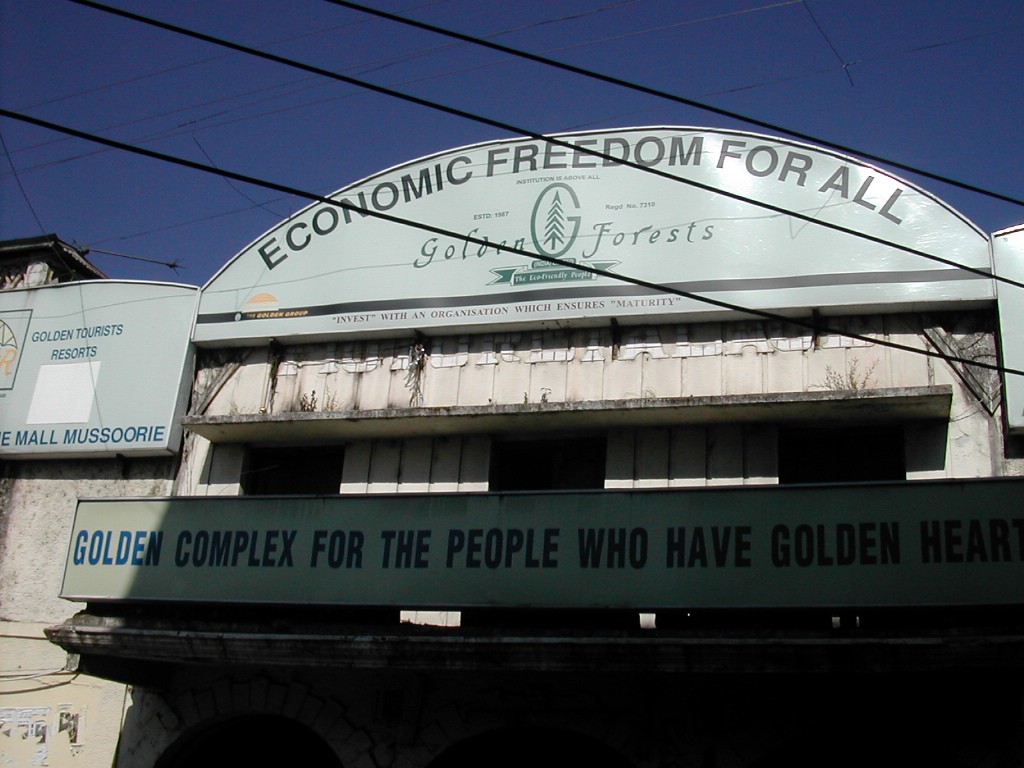 ECONOMIC FREEDOM FOR ALL
INSTITUTION IS ABOVE ALL
ESTD: 1987
Regd No. 7310
G
Golden Forests
The Eco-friendly People
THE GOLDEN GROUP
"INVEST" WITH AN ORGANISATION WHICH ENSURES "MATURITY"
GOLDEN TOURISTS
RESORTS
E MALL MUSSOORIE
GOLDEN COMPLEX FOR THE PEOPLE WHO HAVE GOLDEN HEART